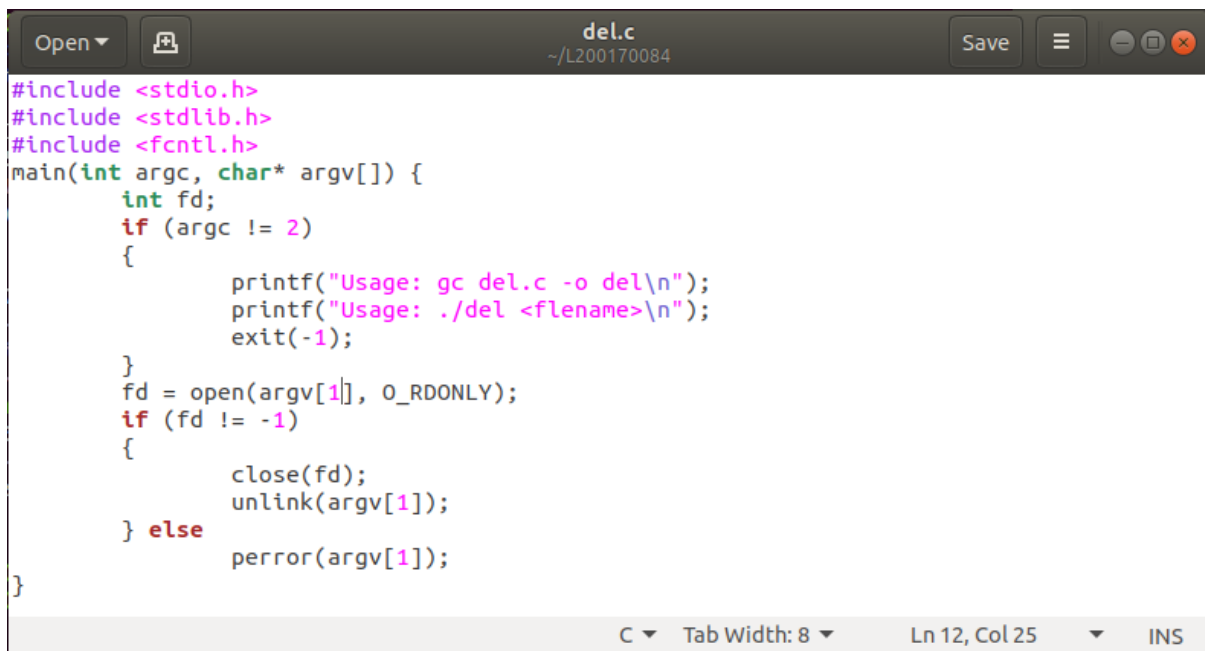 Open
del.c
~/L200170084
Save
#include <stdio.h>
#include <stdlib.h>
#include <fcntl.h>
main(int argc, char* argv[]) {
        int fd;
        if (argc != 2)
        {
                printf("Usage: gc del.c -o del\n");
                printf("Usage: ./del <flename>\n");
                exit(-1);
        }
        fd = open(argv[1], O_RDONLY);
        if (fd != -1)
        {
                close(fd);
                unlink(argv[1]);
        } else
                perror(argv[1]);
}
C Tab Width: 8 Ln 12, Col 25 INS